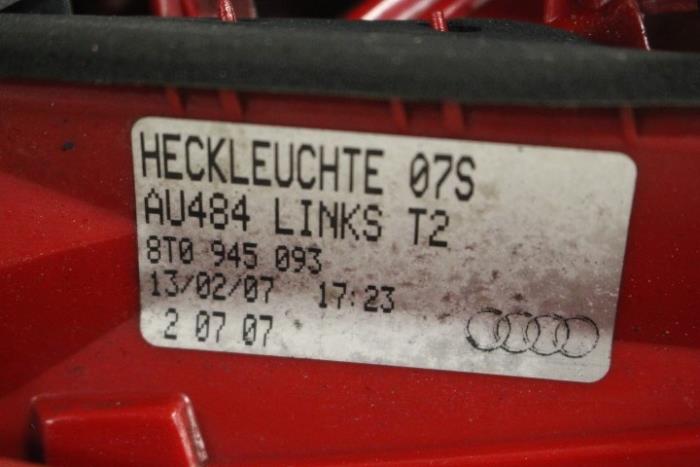 HECKLEUCHTE 07S
AU484 LINKS T2
8T0 945 093
13/02/07 17:23
2 07 07